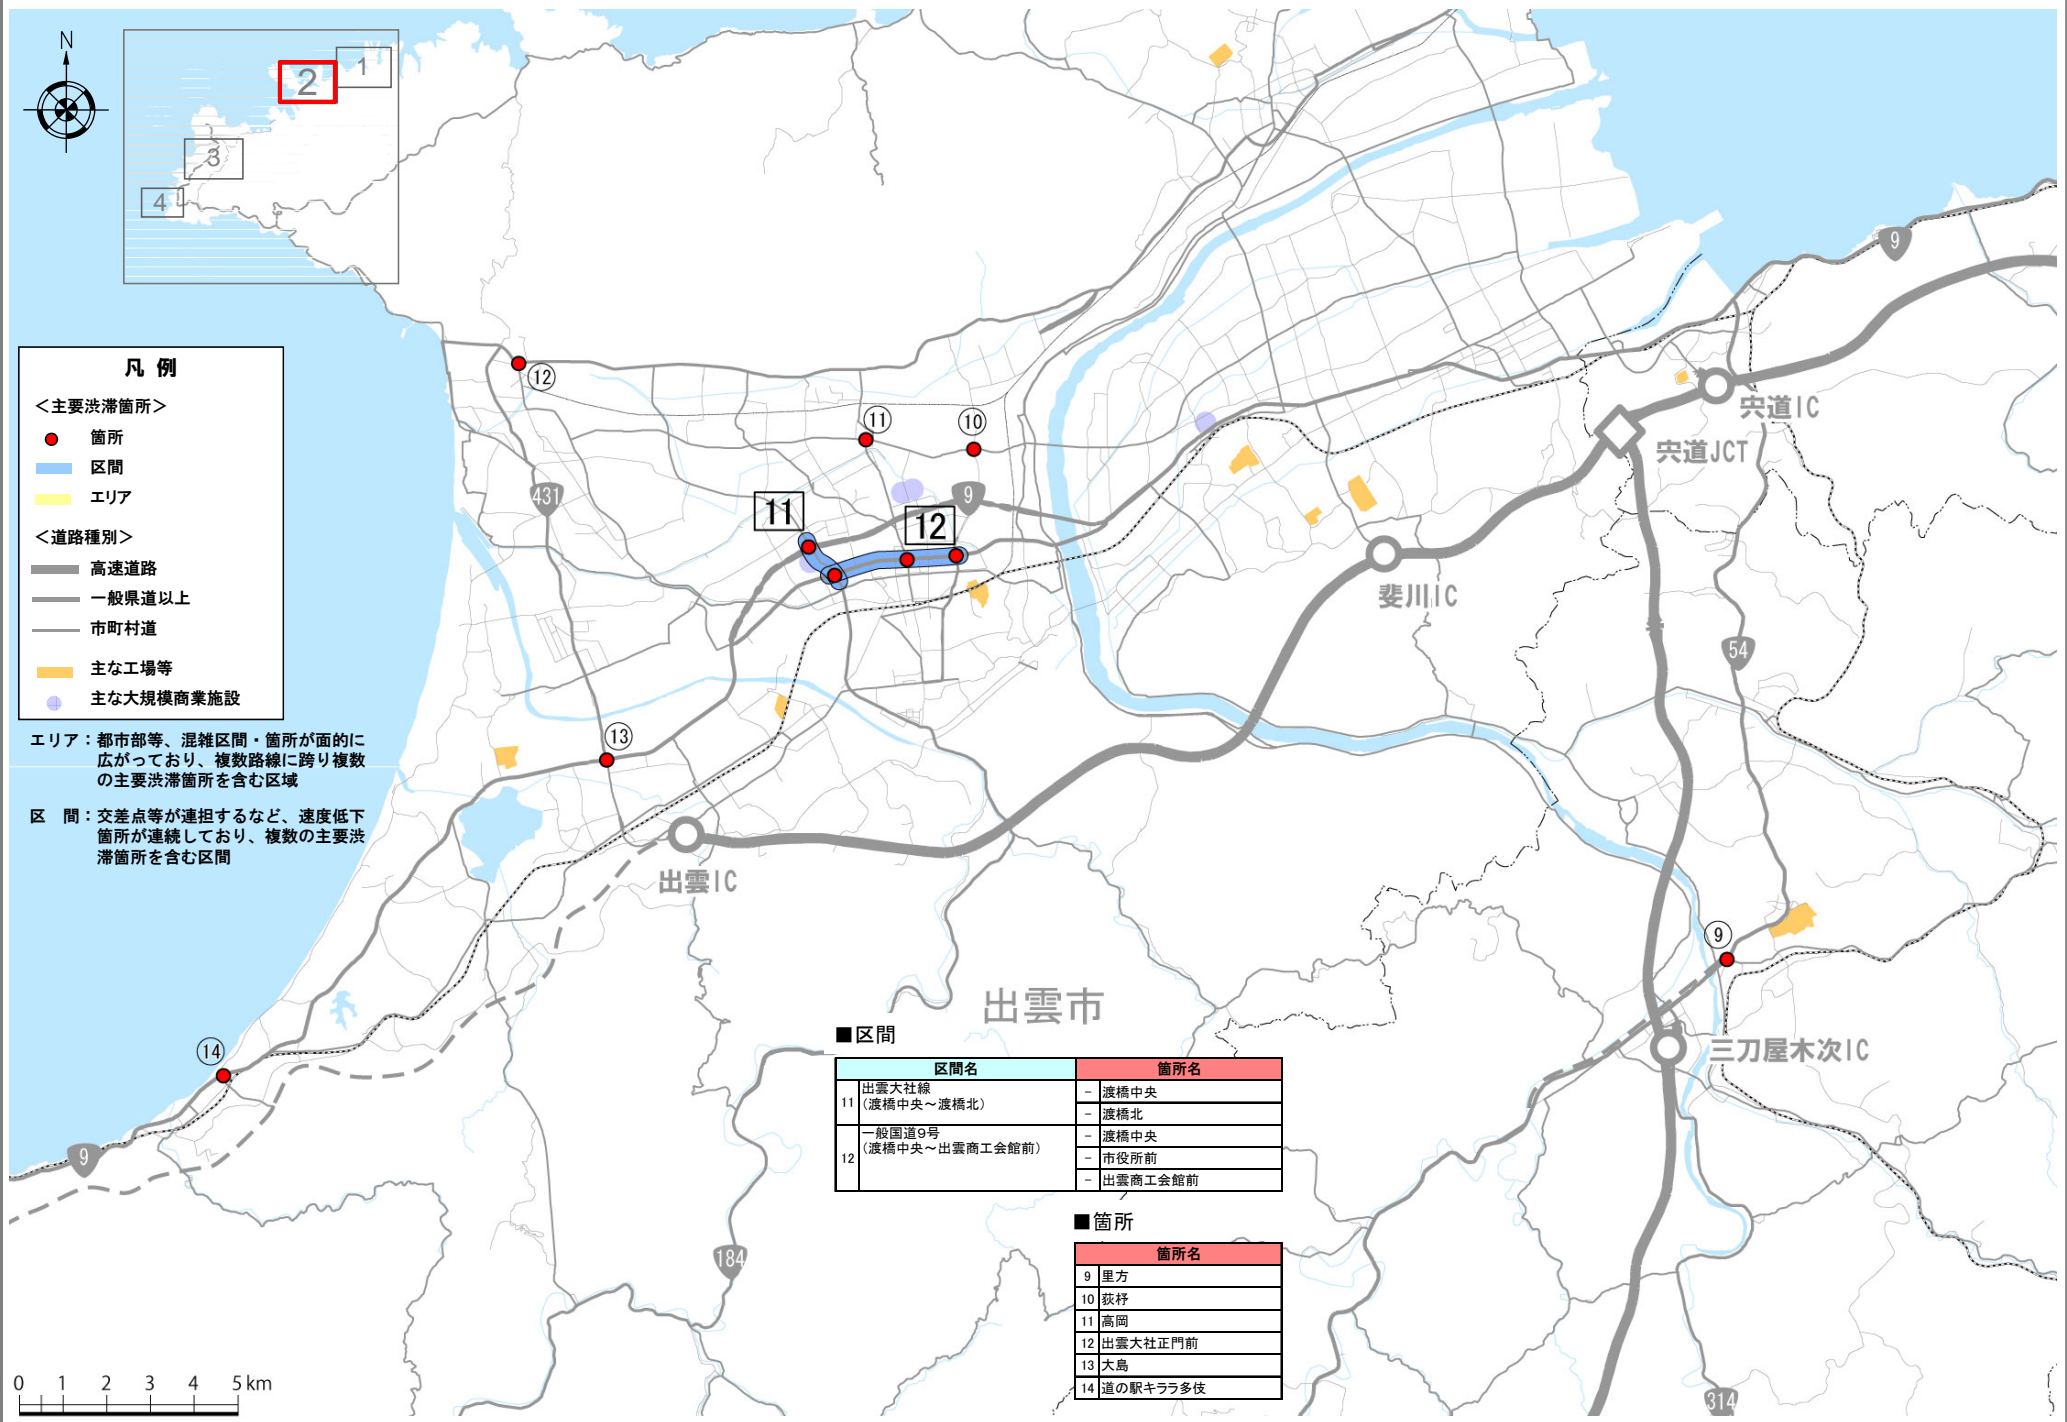 N
1
2
3
4
凡 例
＜主要渋滞箇所＞
箇所
区間
エリア
＜道路種別＞
高速道路
一般県道以上
市町村道
主な工場等
主な大規模商業施設
エリア：都市部等、混雑区間・箇所が面的に
広がっており、複数路線に跨り複数
の主要渋滞箇所を含む区域
区　間：交差点等が連担するなど、速度低下
箇所が連続しており、複数の主要渋
滞箇所を含む区間
9
宍道IC
宍道JCT
⑫
⑪
⑩
431
9
11
12
斐川IC
54
⑬
出雲IC
⑨
出雲市
三刀屋木次IC
⑭
9
184
314
■区間
区間名 箇所名
11 出雲大社線
（渡橋中央～渡橋北）
- 渡橋中央
- 渡橋北
12 一般国道9号
（渡橋中央～出雲商工会館前）
- 渡橋中央
- 市役所前
- 出雲商工会館前
■箇所
箇所名
9 里方
10 荻杼
11 高岡
12 出雲大社正門前
13 大島
14 道の駅キララ多伎
0 1 2 3 4 5 km